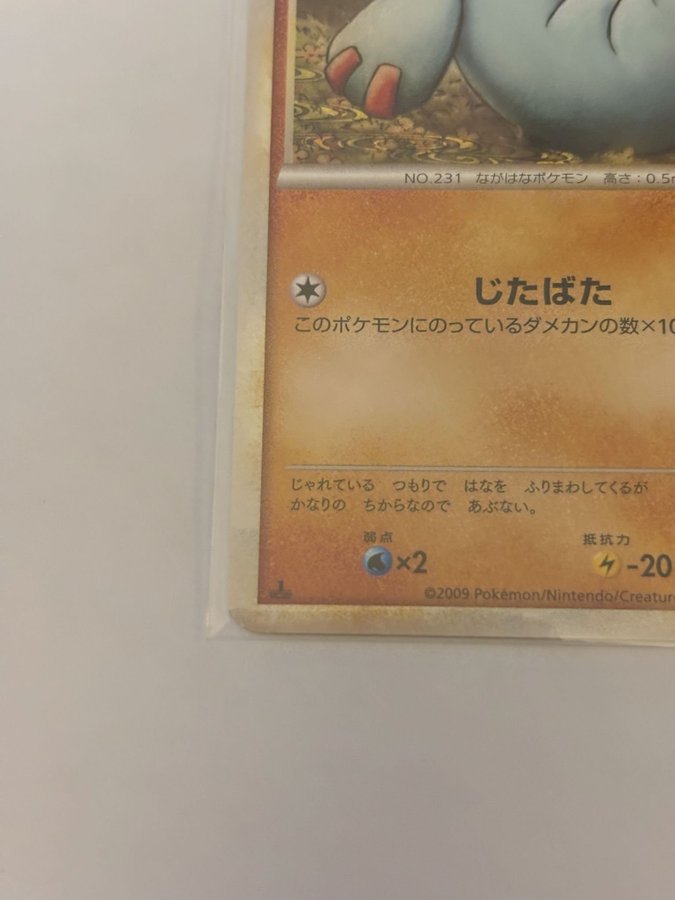 NO.231 ながはなポケモン 高さ：0.5m
じたばた
このポケモンにのっているダメカンの数×10
じゃれている つもりで はなを ふりまわしてくるが
かなりの ちからなので あぶない。
弱点 抵抗力
×2 -20
1
©2009 Pokémon/Nintendo/Creature